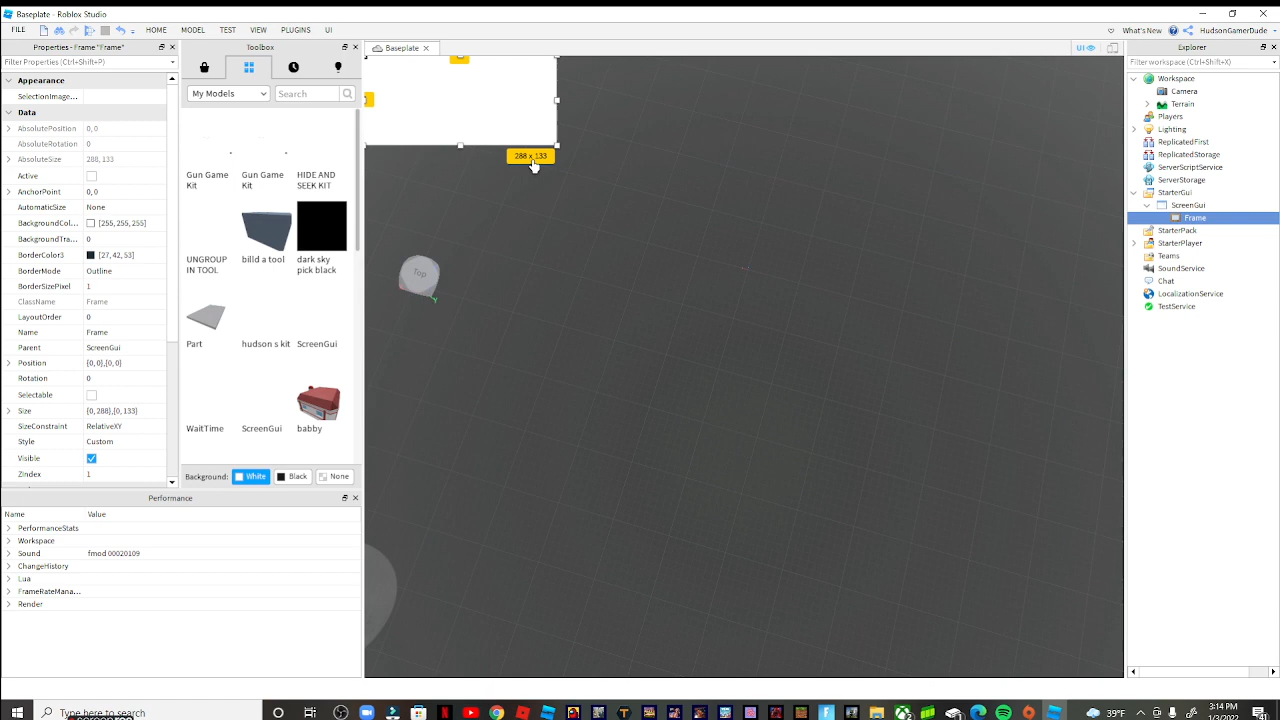 Baseplate - Roblox Studio
FILE HOME MODEL TEST VIEW PLUGINS UI What's New HudsonGamerDude
Properties - Frame "Frame"
Filter Properties (Ctrl+Shift+P)
Appearance
SelectionImage...
Data
AbsolutePosition 0, 0
AbsoluteRotation 0
AbsoluteSize 288, 133
Active
AnchorPoint 0, 0
AutomaticSize None
BackgroundCol... [255, 255, 255]
BackgroundTra... 0
BorderColor3 [27, 42, 53]
BorderMode Outline
BorderSizePixel 1
ClassName Frame
LayoutOrder 0
Name Frame
Parent ScreenGui
Position {0, 0},{0, 0}
Rotation 0
Selectable
Size {0, 288},{0, 133}
SizeConstraint RelativeXY
Style Custom
Visible
ZIndex 1
Toolbox
My Models Search
Gun Game Kit
Gun Game Kit
HIDE AND SEEK KIT
UNGROUP IN TOOL
billd a tool
dark sky pick black
Part
hudson s kit
ScreenGui
WaitTime
ScreenGui
babby
Background: White Black None
Performance
Name Value
PerformanceStats
Workspace
Sound fmod 00020109
ChangeHistory
Lua
FrameRateMana...
Render
Baseplate
UI
288 x 133
Top
Y
Explorer
Filter workspace (Ctrl+Shift+X)
Workspace
Camera
Terrain
Players
Lighting
ReplicatedFirst
ReplicatedStorage
ServerScriptService
ServerStorage
StarterGui
ScreenGui
Frame
StarterPack
StarterPlayer
Teams
SoundService
Chat
LocalizationService
TestService
Type here to search
39°F
3:14 PM